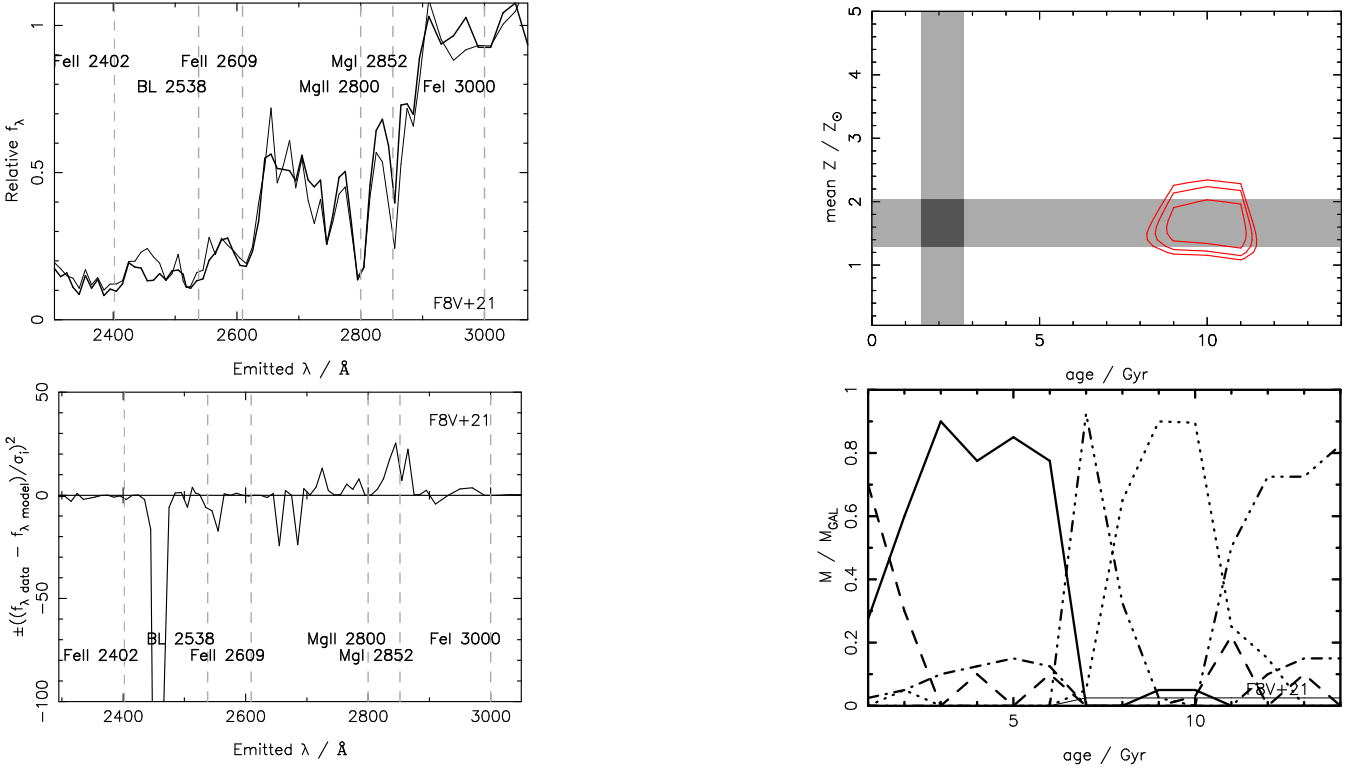 1
0.5
0
Relative fλ
FeII 2402
FeII 2609
MgI 2852
BL 2538
MgII 2800
FeI 3000
F8V+21
2400
2600
2800
3000
Emitted λ / Å
5
4
3
2
1
mean Z / Z⊙
0
5
10
age / Gyr
50
0
−50
−100
±((fλ data − fλ model)/σi)²
F8V+21
BL 2538
MgII 2800
FeI 3000
FeII 2402
FeII 2609
MgI 2852
2400
2600
2800
3000
Emitted λ / Å
1
0.8
0.6
0.4
0.2
0
M / MGAL
F8V+21
5
10
age / Gyr